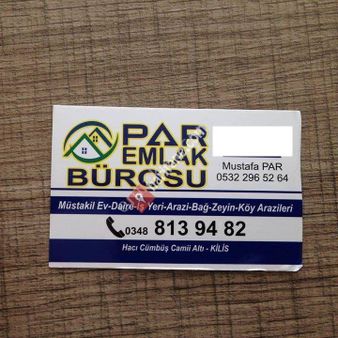 PAR
EMLAK
BÜROSU
Mustafa PAR
0532 296 52 64
Müstakil Ev-Daire-İş Yeri-Arazi-Bağ-Zeyin-Köy Arazileri
0348 813 94 82
Hacı Cümbüş Camii Altı - KİLİS